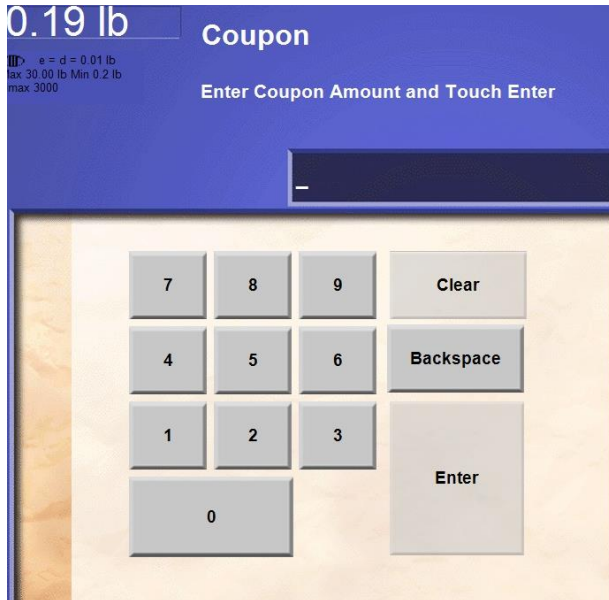 0.19 lb
Coupon
e = d = 0.01 lb
ax 30.00 lb Min 0.2 lb
max 3000
Enter Coupon Amount and Touch Enter
7 8 9 Clear
4 5 6 Backspace
1 2 3
Enter
0